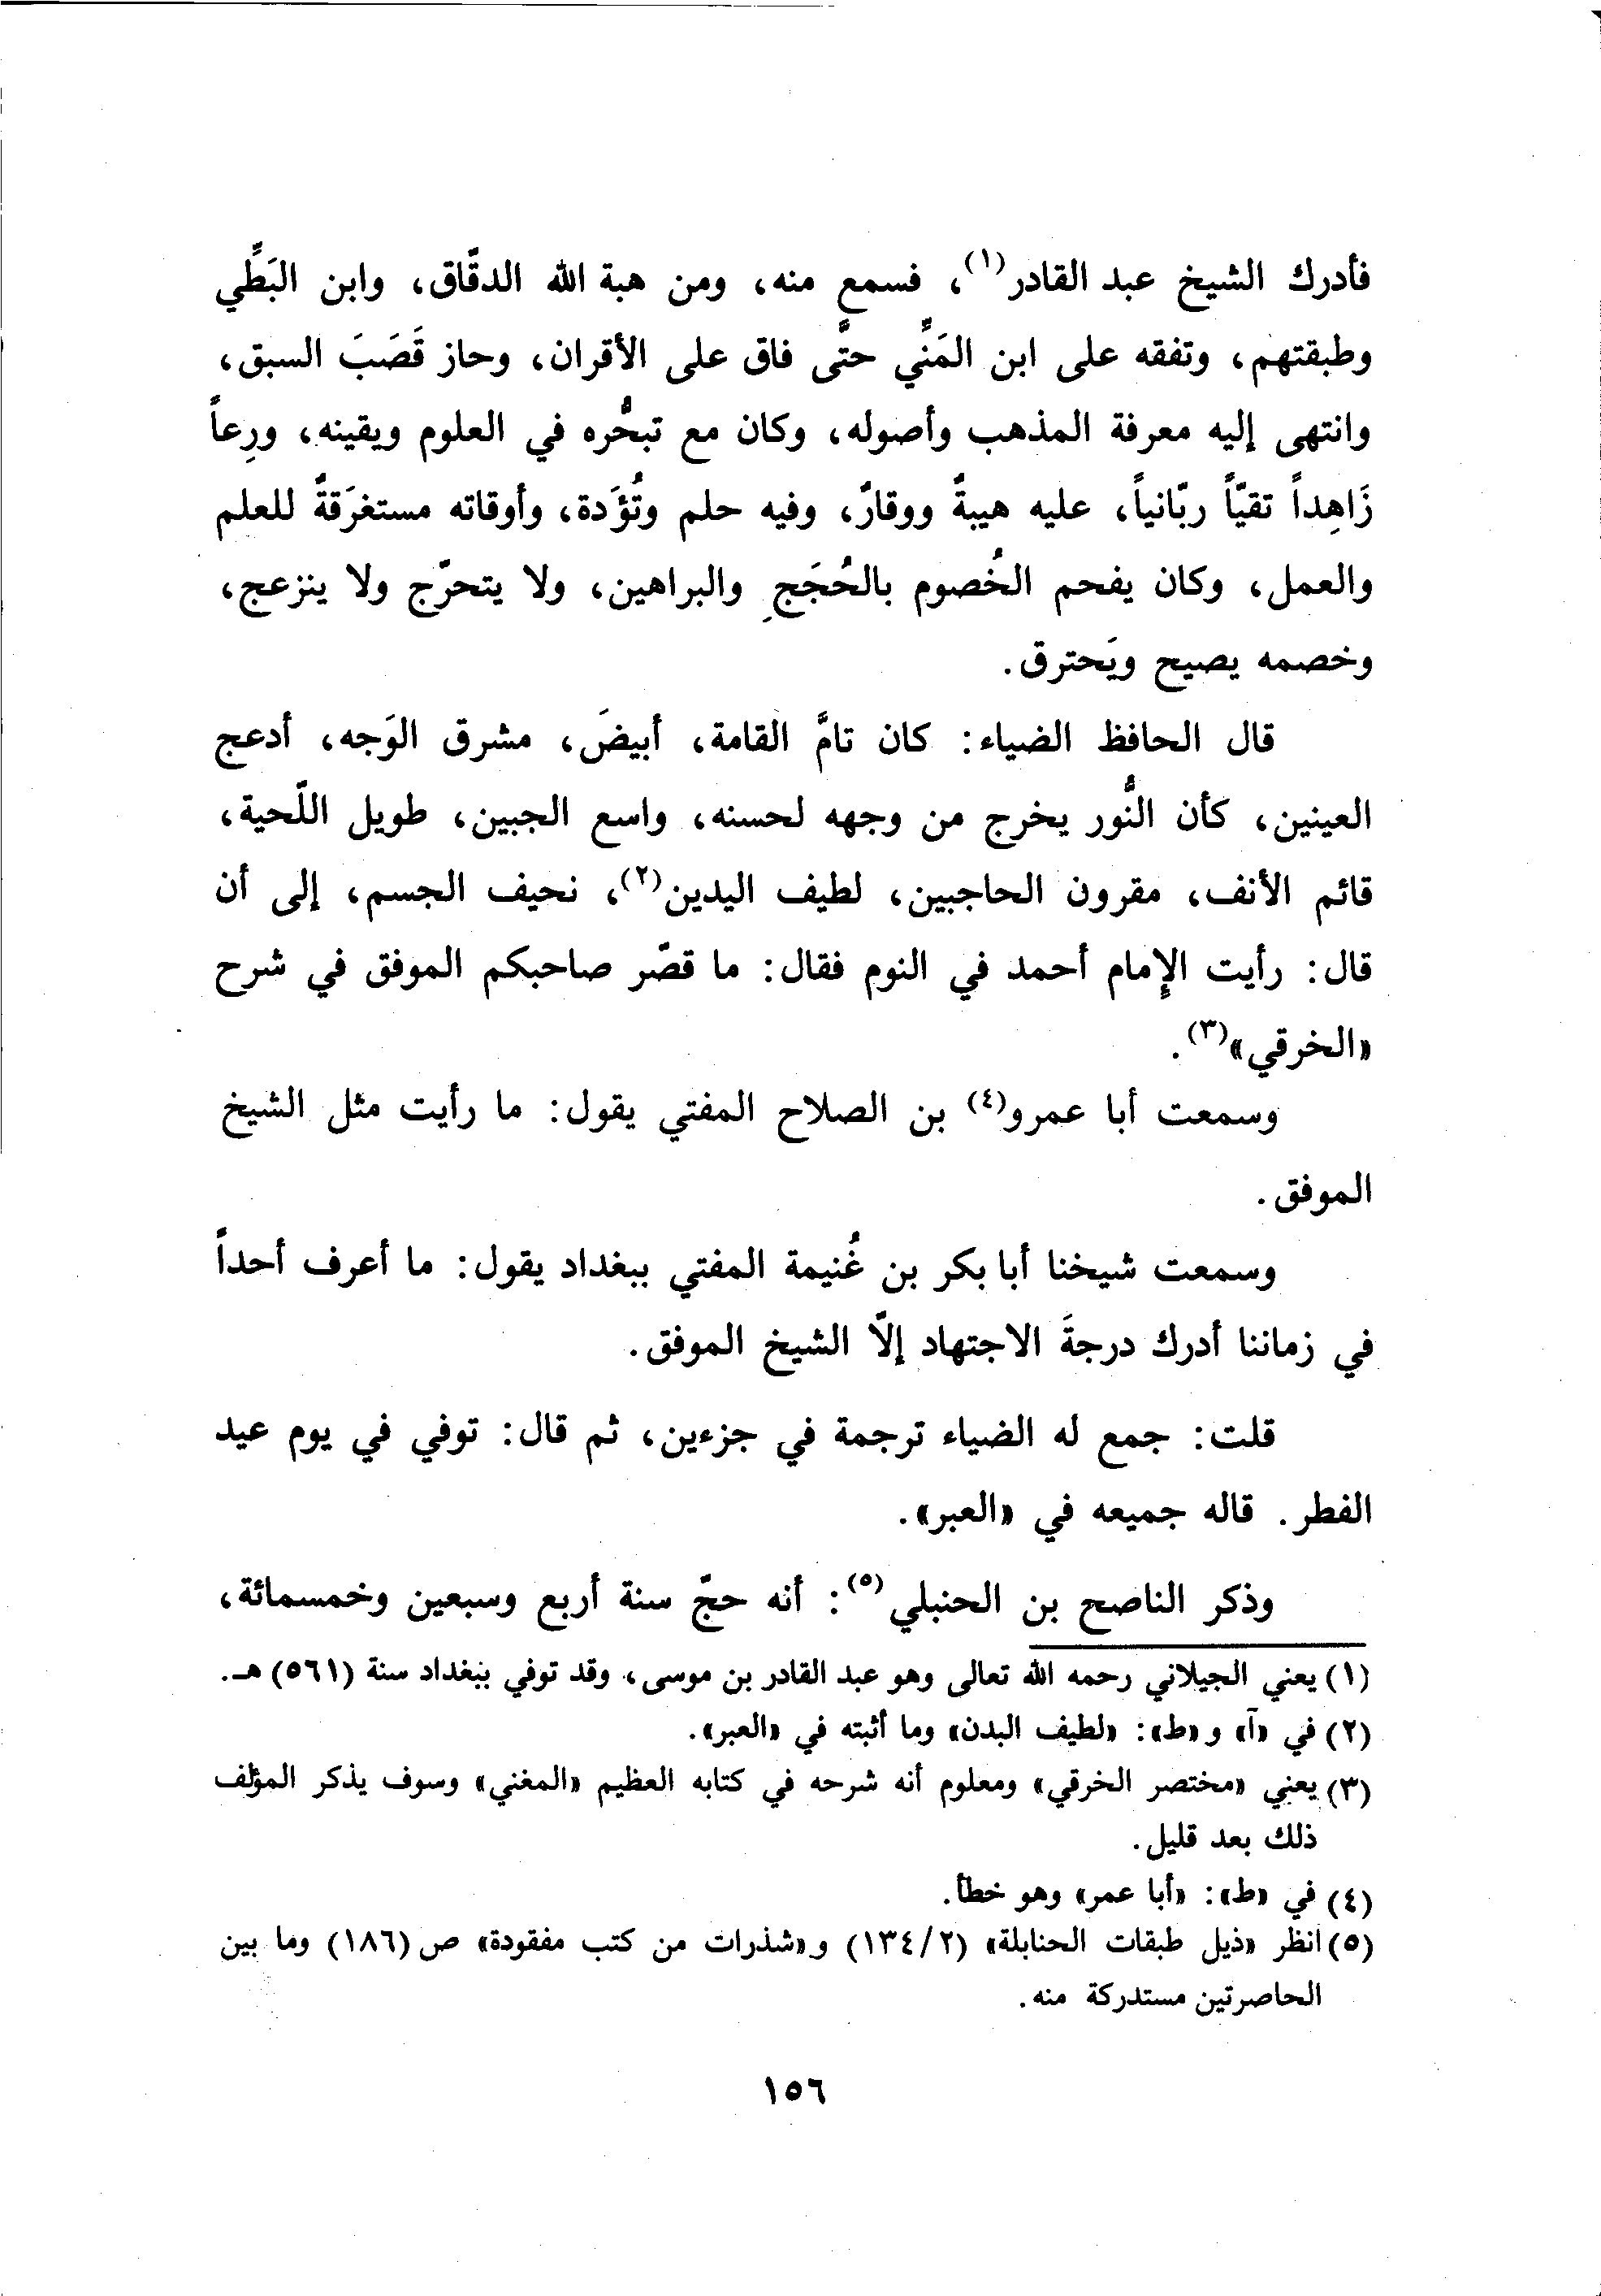 فأدرك الشيخ عبد القادر(١)، فسمع منه، ومن هبة الله الدقَّاق، وابن البَطِّي
وطبقتهم، وتفقه على ابن المَنِّي حتَّى فاق على الأقران، وحاز قَصَبَ السبق،
وانتهى إليه معرفة المذهب وأصوله، وكان مع تبحُّره في العلوم ويقينه، ورِعاً
زَاهِداً تقيّاً ربّانياً، عليه هيبةٌ ووقارٌ، وفيه حلم وتُؤَدة، وأوقاته مستغرَقةٌ للعلم
والعمل، وكان يفحم الخُصوم بالحُجَجِ والبراهين، ولا يتحرّج ولا ينزعج،
وخصمه يصيح ويَحترق.
قال الحافظ الضياء: كان تامَّ القامة، أبيضَ، مشرق الوَجه، أدعج
العينين، كأن النُّور يخرج من وجهه لحسنه، واسع الجبين، طويل اللّحية،
قائم الأنف، مقرون الحاجبين، لطيف اليدين(٢)، نحيف الجسم، إلى أن
قال: رأيت الإِمام أحمد في النوم فقال: ما قصّر صاحبكم الموفق في شرح
«الخرقي»(٣).
وسمعت أبا عمرو(٤) بن الصلاح المفتي يقول: ما رأيت مثل الشيخ
الموفق.
وسمعت شيخنا أبا بكر بن غُنيمة المفتي ببغداد يقول: ما أعرف أحداً
في زماننا أدرك درجةَ الاجتهاد إلاّ الشيخ الموفق.
قلت: جمع له الضياء ترجمة في جزءين، ثم قال: توفي في يوم عيد
الفطر. قاله جميعه في «العبر».
وذكر الناصح بن الحنبلي(٥): أنه حجّ سنة أربع وسبعين وخمسمائة،
(١) يعني الجيلاني رحمه الله تعالى وهو عبد القادر بن موسى، وقد توفي ببغداد سنة (٥٦١) هـ.
(٢) في «آ» و«ط»: «لطيف البدن» وما أثبته في «العبر».
(٣) يعني «مختصر الخرقي» ومعلوم أنه شرحه في كتابه العظيم «المغني» وسوف يذكر المؤلف
ذلك بعد قليل.
(٤) في «ط»: «أبا عمر» وهو خطأ.
(٥) انظر «ذيل طبقات الحنابلة» (٢/ ١٣٤) و«شذرات من كتب مفقودة» ص (١٨٦) وما بين
الحاصرتين مستدركة منه.
١٥٦